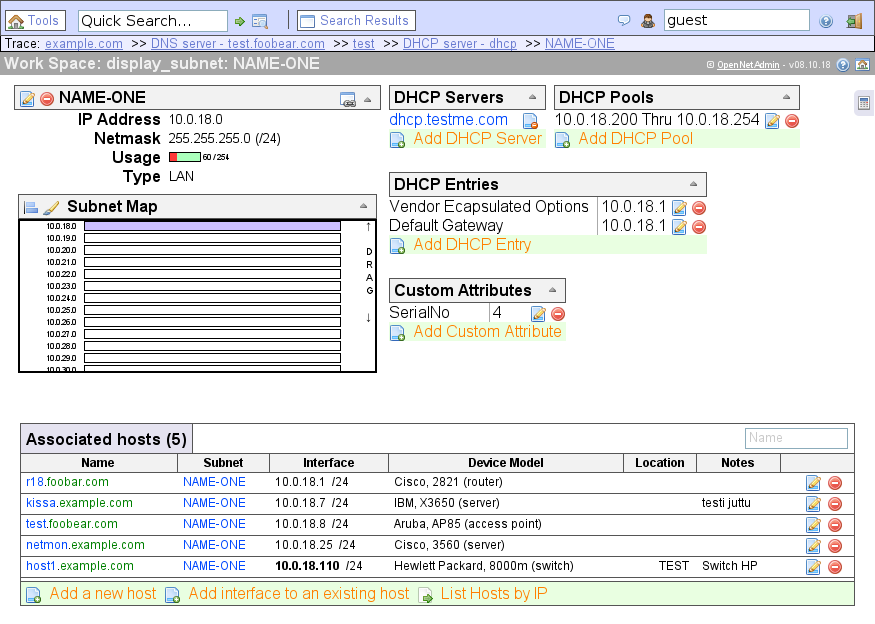 Tools Quick Search... Search Results guest
Trace: example.com >> DNS server - test.foobear.com >> test >> DHCP server - dhcp >> NAME-ONE
Work Space: display_subnet: NAME-ONE OpenNetAdmin - v08.10.18
NAME-ONE
IP Address 10.0.18.0
Netmask 255.255.255.0 (/24)
Usage 60 / 254
Type LAN
Subnet Map
10.0.18.0 ↑
10.0.19.0
10.0.20.0 D
10.0.21.0 R
10.0.22.0 A
10.0.23.0 G
10.0.24.0
10.0.25.0 ↓
10.0.26.0
10.0.27.0
10.0.28.0
10.0.29.0
10.0.30.0
DHCP Servers
dhcp.testme.com
Add DHCP Server
DHCP Pools
10.0.18.200 Thru 10.0.18.254
Add DHCP Pool
DHCP Entries
Vendor Ecapsulated Options 10.0.18.1
Default Gateway 10.0.18.1
Add DHCP Entry
Custom Attributes
SerialNo 4
Add Custom Attribute
Associated hosts (5) Name
Name Subnet Interface Device Model Location Notes
r18.foobar.com NAME-ONE 10.0.18.1 /24 Cisco, 2821 (router)
kissa.example.com NAME-ONE 10.0.18.7 /24 IBM, X3650 (server) testi juttu
test.foobear.com NAME-ONE 10.0.18.8 /24 Aruba, AP85 (access point)
netmon.example.com NAME-ONE 10.0.18.25 /24 Cisco, 3560 (server)
host1.example.com NAME-ONE 10.0.18.110 /24 Hewlett Packard, 8000m (switch) TEST Switch HP
Add a new host Add interface to an existing host List Hosts by IP